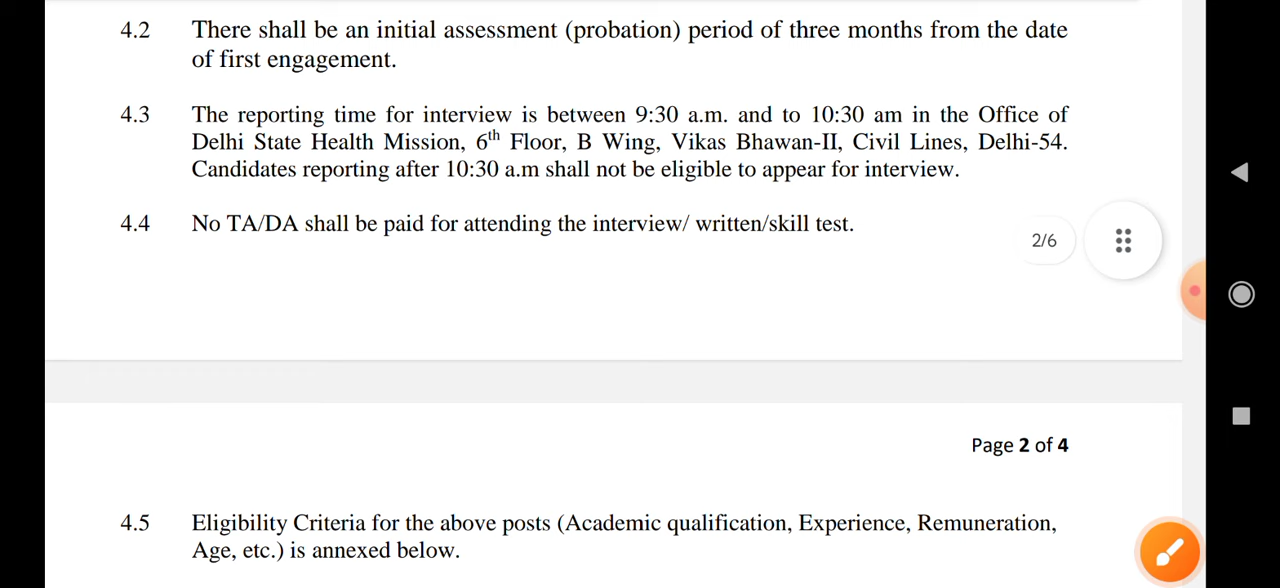 4.2 There shall be an initial assessment (probation) period of three months from the date
of first engagement.
4.3 The reporting time for interview is between 9:30 a.m. and to 10:30 am in the Office of
Delhi State Health Mission, 6th Floor, B Wing, Vikas Bhawan-II, Civil Lines, Delhi-54.
Candidates reporting after 10:30 a.m shall not be eligible to appear for interview.
4.4 No TA/DA shall be paid for attending the interview/ written/skill test.
2/6
Page 2 of 4
4.5 Eligibility Criteria for the above posts (Academic qualification, Experience, Remuneration,
Age, etc.) is annexed below.